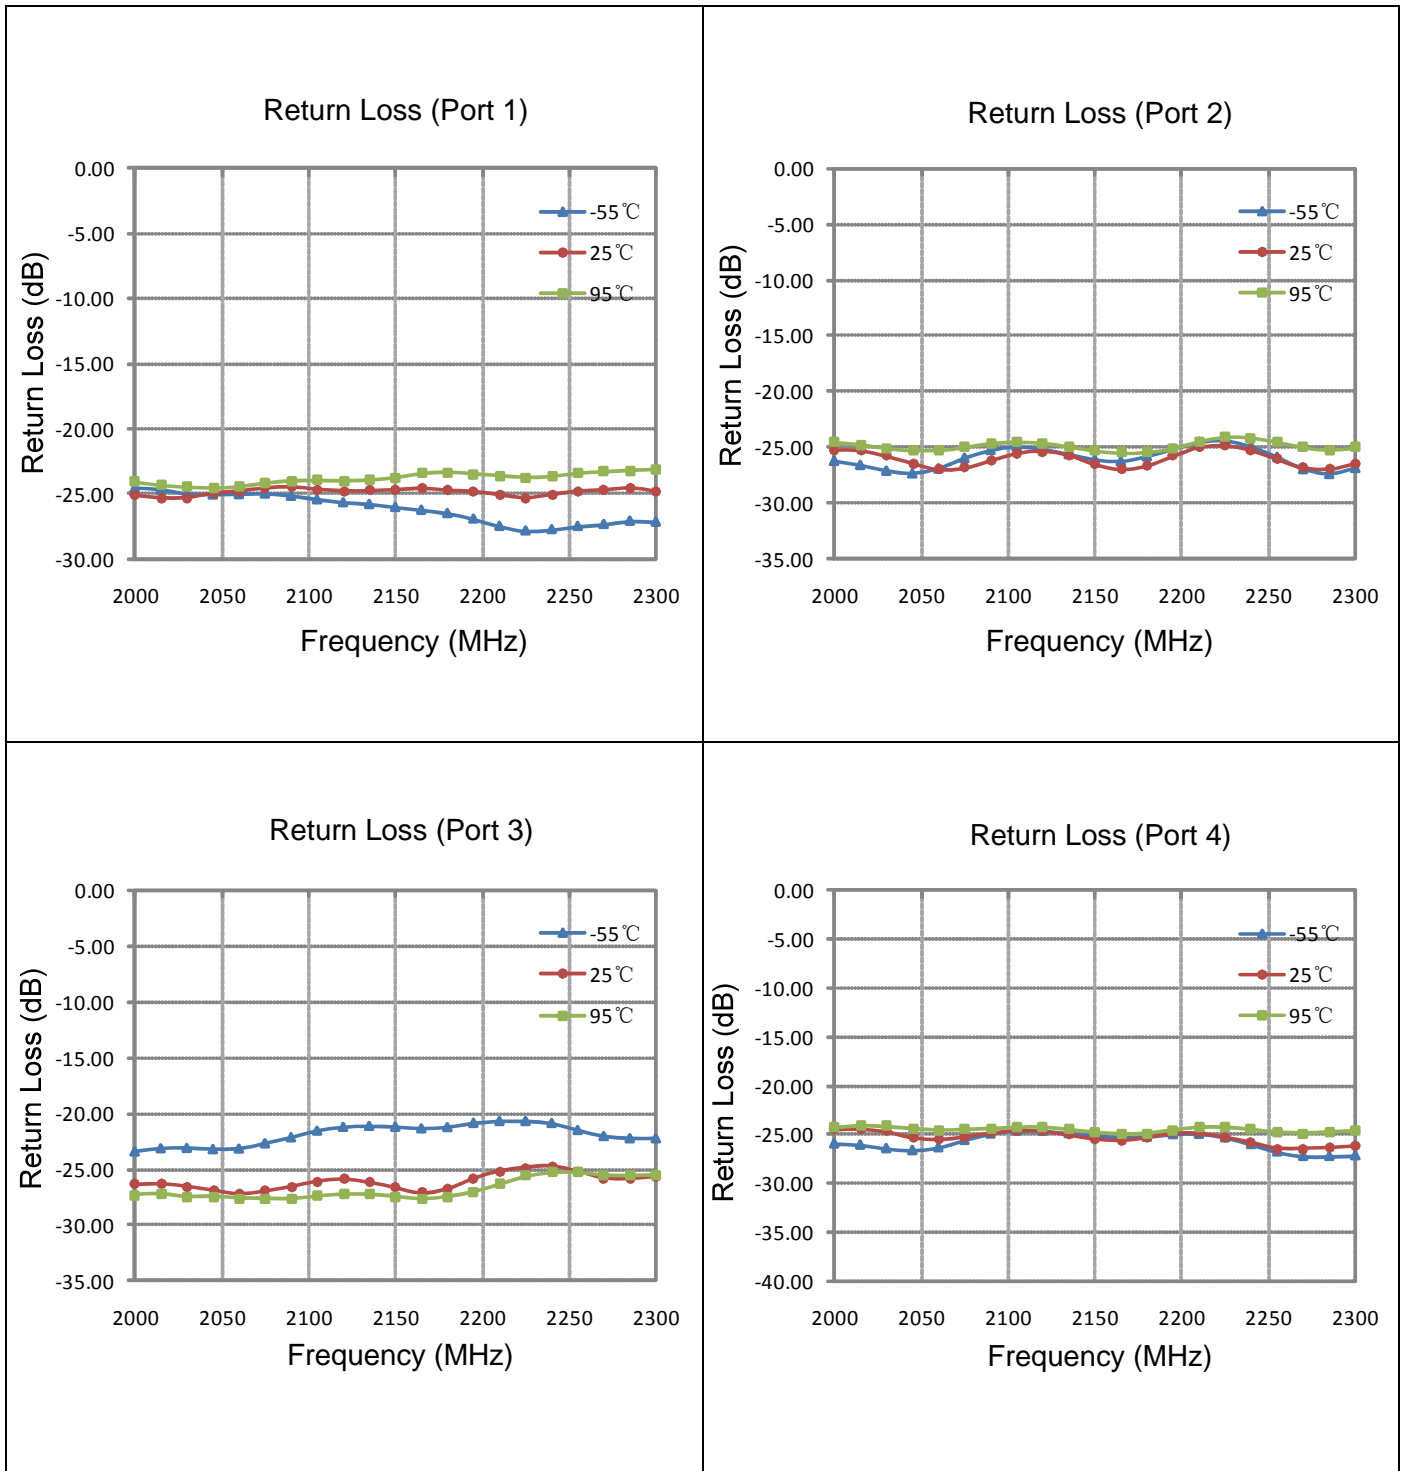 Return Loss (Port 1)
Return Loss (dB)
0.00
-5.00
-10.00
-15.00
-20.00
-25.00
-30.00
-55℃
25℃
95℃
2000 2050 2100 2150 2200 2250 2300
Frequency (MHz)
Return Loss (Port 2)
Return Loss (dB)
0.00
-5.00
-10.00
-15.00
-20.00
-25.00
-30.00
-35.00
-55℃
25℃
95℃
2000 2050 2100 2150 2200 2250 2300
Frequency (MHz)
Return Loss (Port 3)
Return Loss (dB)
0.00
-5.00
-10.00
-15.00
-20.00
-25.00
-30.00
-35.00
-55℃
25℃
95℃
2000 2050 2100 2150 2200 2250 2300
Frequency (MHz)
Return Loss (Port 4)
Return Loss (dB)
0.00
-5.00
-10.00
-15.00
-20.00
-25.00
-30.00
-35.00
-40.00
-55℃
25℃
95℃
2000 2050 2100 2150 2200 2250 2300
Frequency (MHz)